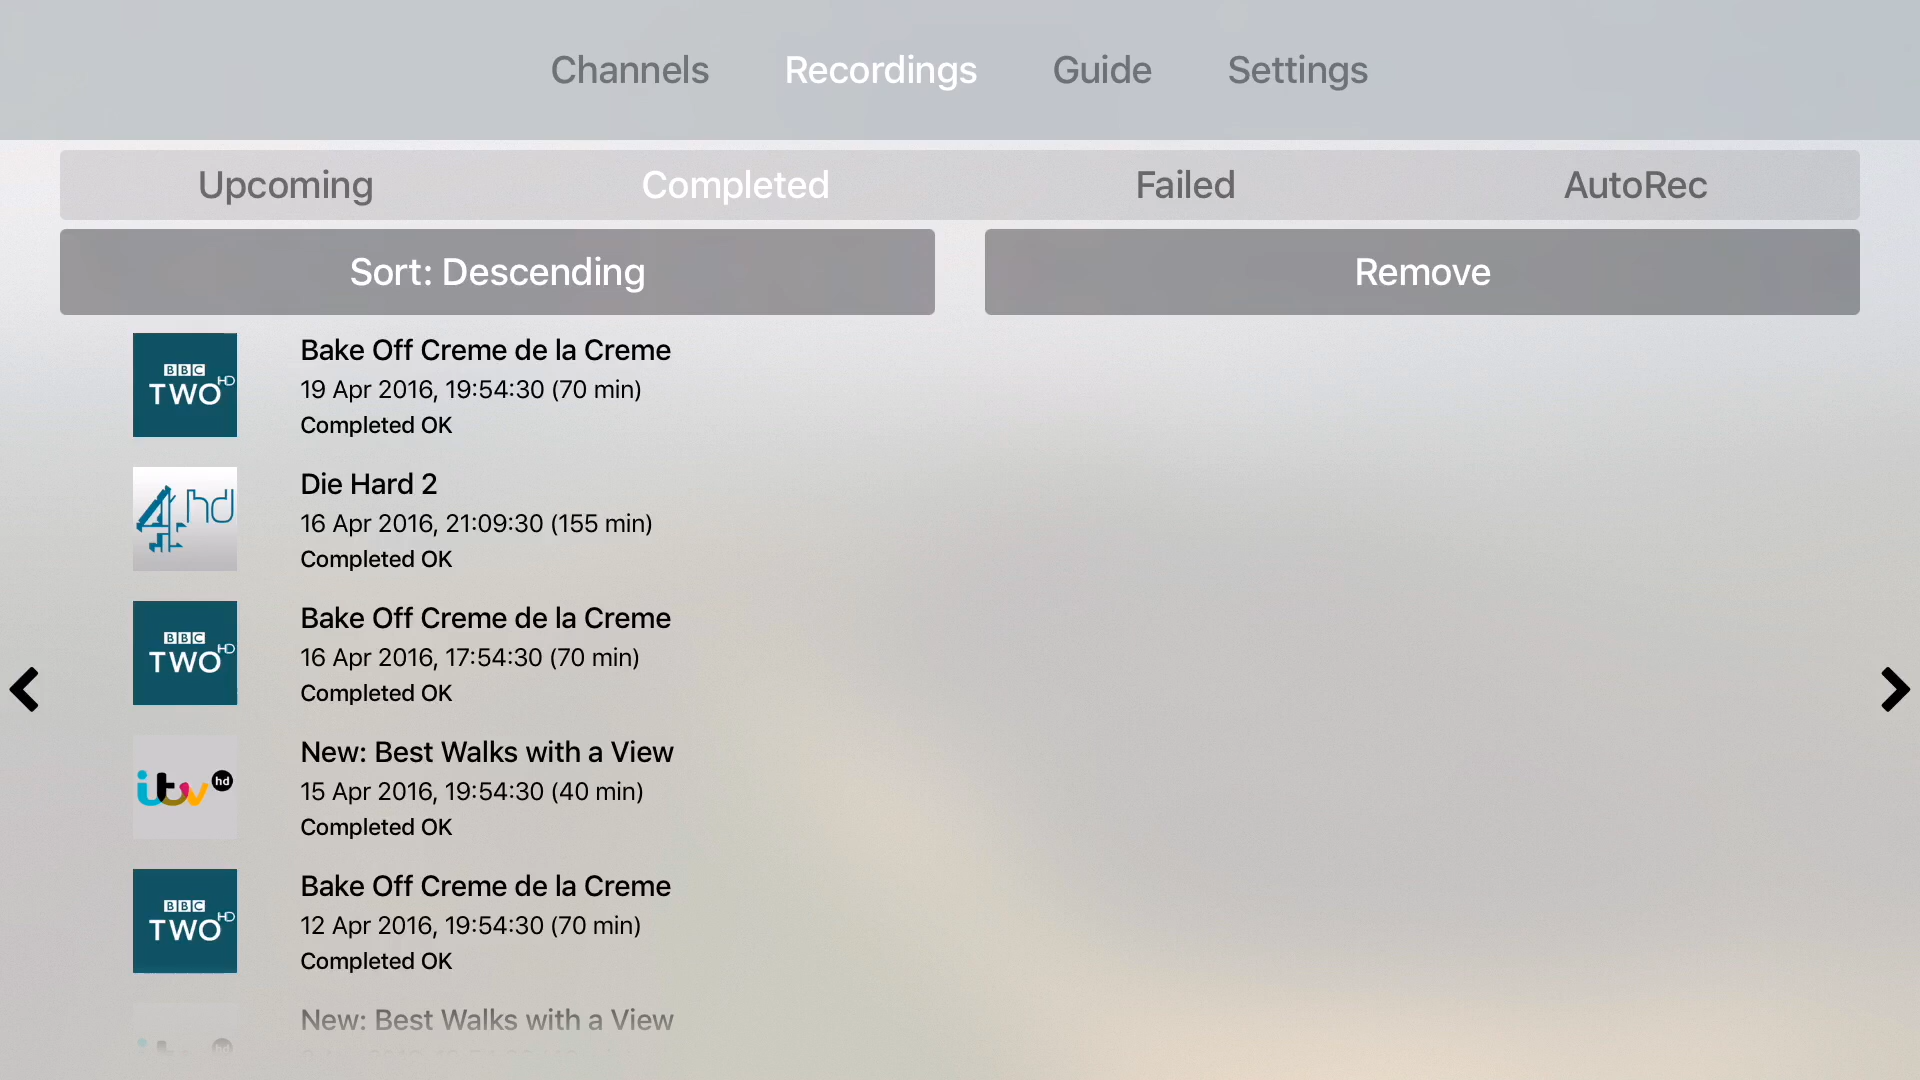 Channels Recordings Guide Settings
Upcoming Completed Failed AutoRec
Sort: Descending Remove
BBC
TWO HD
Bake Off Creme de la Creme
19 Apr 2016, 19:54:30 (70 min)
Completed OK
4hd
Die Hard 2
16 Apr 2016, 21:09:30 (155 min)
Completed OK
BBC
TWO HD
Bake Off Creme de la Creme
16 Apr 2016, 17:54:30 (70 min)
Completed OK
itv hd
New: Best Walks with a View
15 Apr 2016, 19:54:30 (40 min)
Completed OK
BBC
TWO HD
Bake Off Creme de la Creme
12 Apr 2016, 19:54:30 (70 min)
Completed OK
New: Best Walks with a View